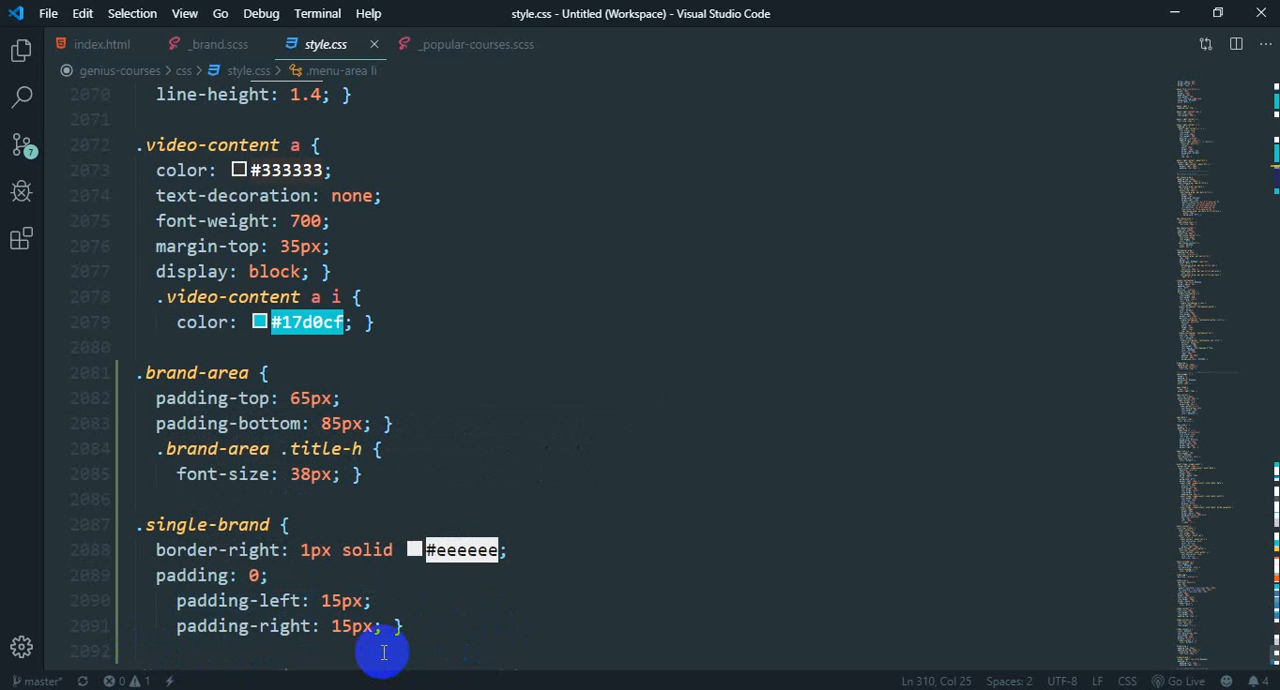 File Edit Selection View Go Debug Terminal Help style.css - Untitled (Workspace) - Visual Studio Code
index.html _brand.scss style.css _popular-courses.scss
genius-courses > css > style.css > .menu-area li
2070 line-height: 1.4; }
2071
2072 .video-content a {
2073 color: #333333;
2074 text-decoration: none;
2075 font-weight: 700;
2076 margin-top: 35px;
2077 display: block; }
2078 .video-content a i {
2079 color: #17d0cf; }
2080
2081 .brand-area {
2082 padding-top: 65px;
2083 padding-bottom: 85px; }
2084 .brand-area .title-h {
2085 font-size: 38px; }
2086
2087 .single-brand {
2088 border-right: 1px solid #eeeeee;
2089 padding: 0;
2090 padding-left: 15px;
2091 padding-right: 15px; }
2092
7
master* 0 1 Ln 310, Col 25 Spaces: 2 UTF-8 LF CSS Go Live 4